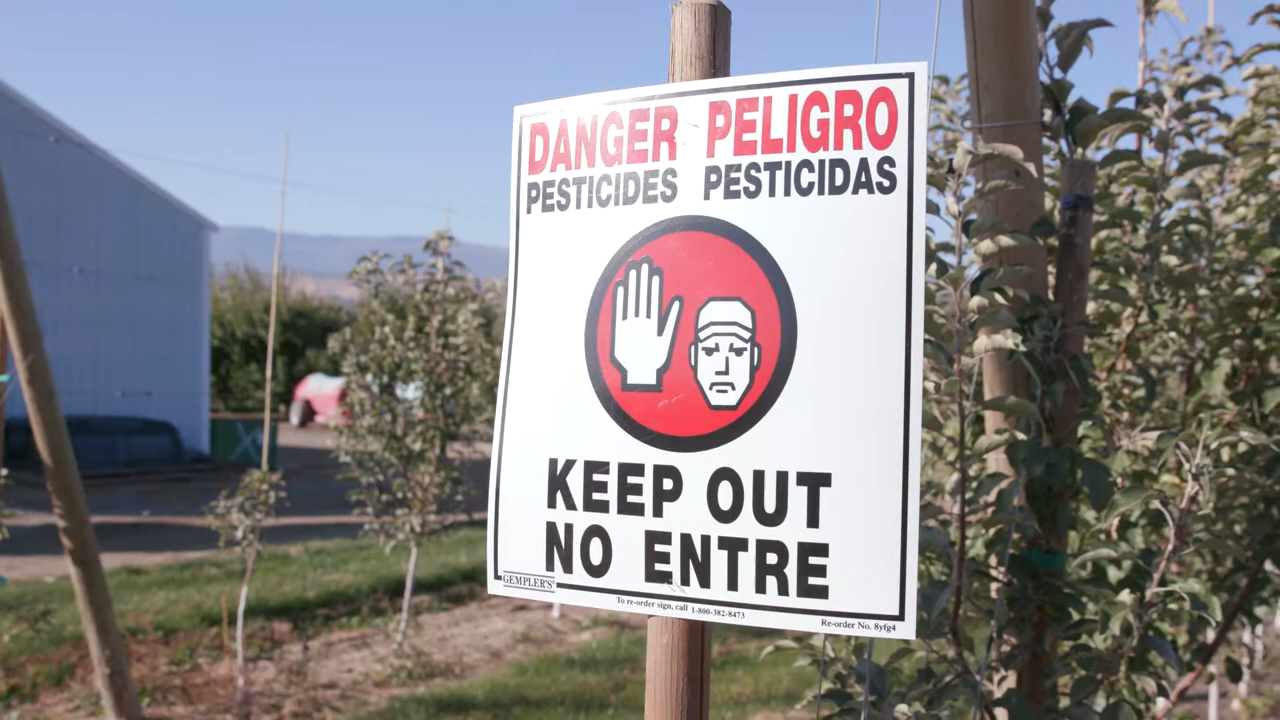 DANGER PELIGRO
PESTICIDES PESTICIDAS
KEEP OUT
NO ENTRE
GEMPLER'S
To re-order sign, call 1-800-382-8473
Re-order No. 8yfg4